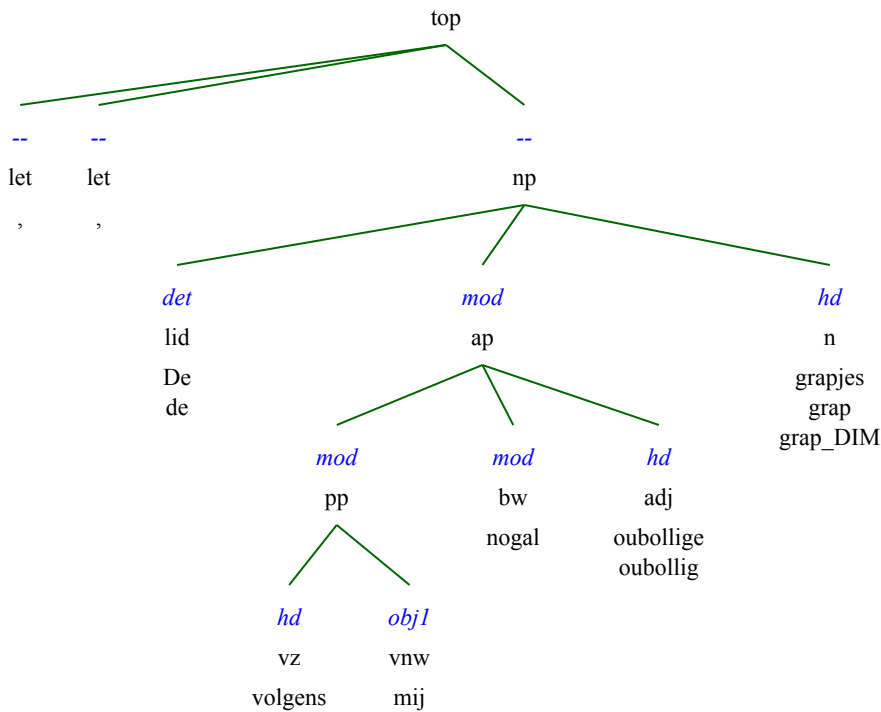 top
-- -- --
let let np
, ,
det mod hd
lid ap n
De grapjes
de grap
grap_DIM
mod mod hd
pp bw adj
nogal oubollige
oubollig
hd obj1
vz vnw
volgens mij